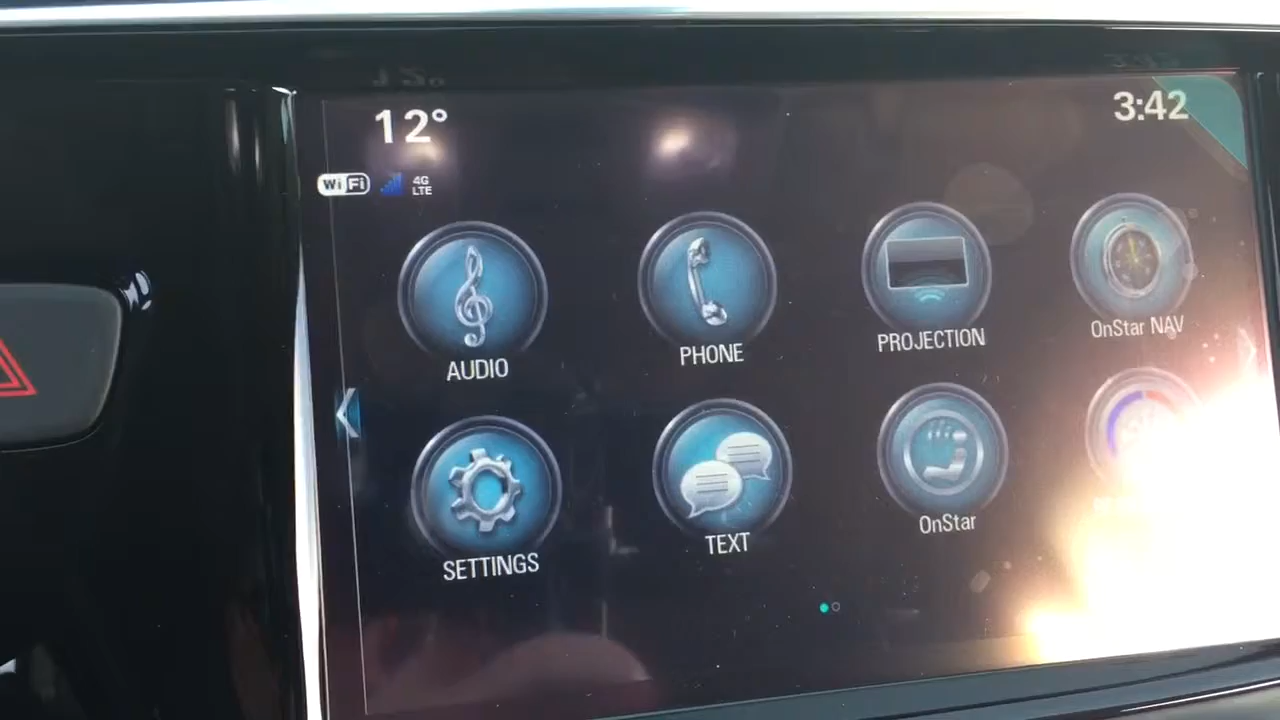 12°
3:42
WiFi
4G
LTE
AUDIO
PHONE
PROJECTION
OnStar NAV
SETTINGS
TEXT
OnStar